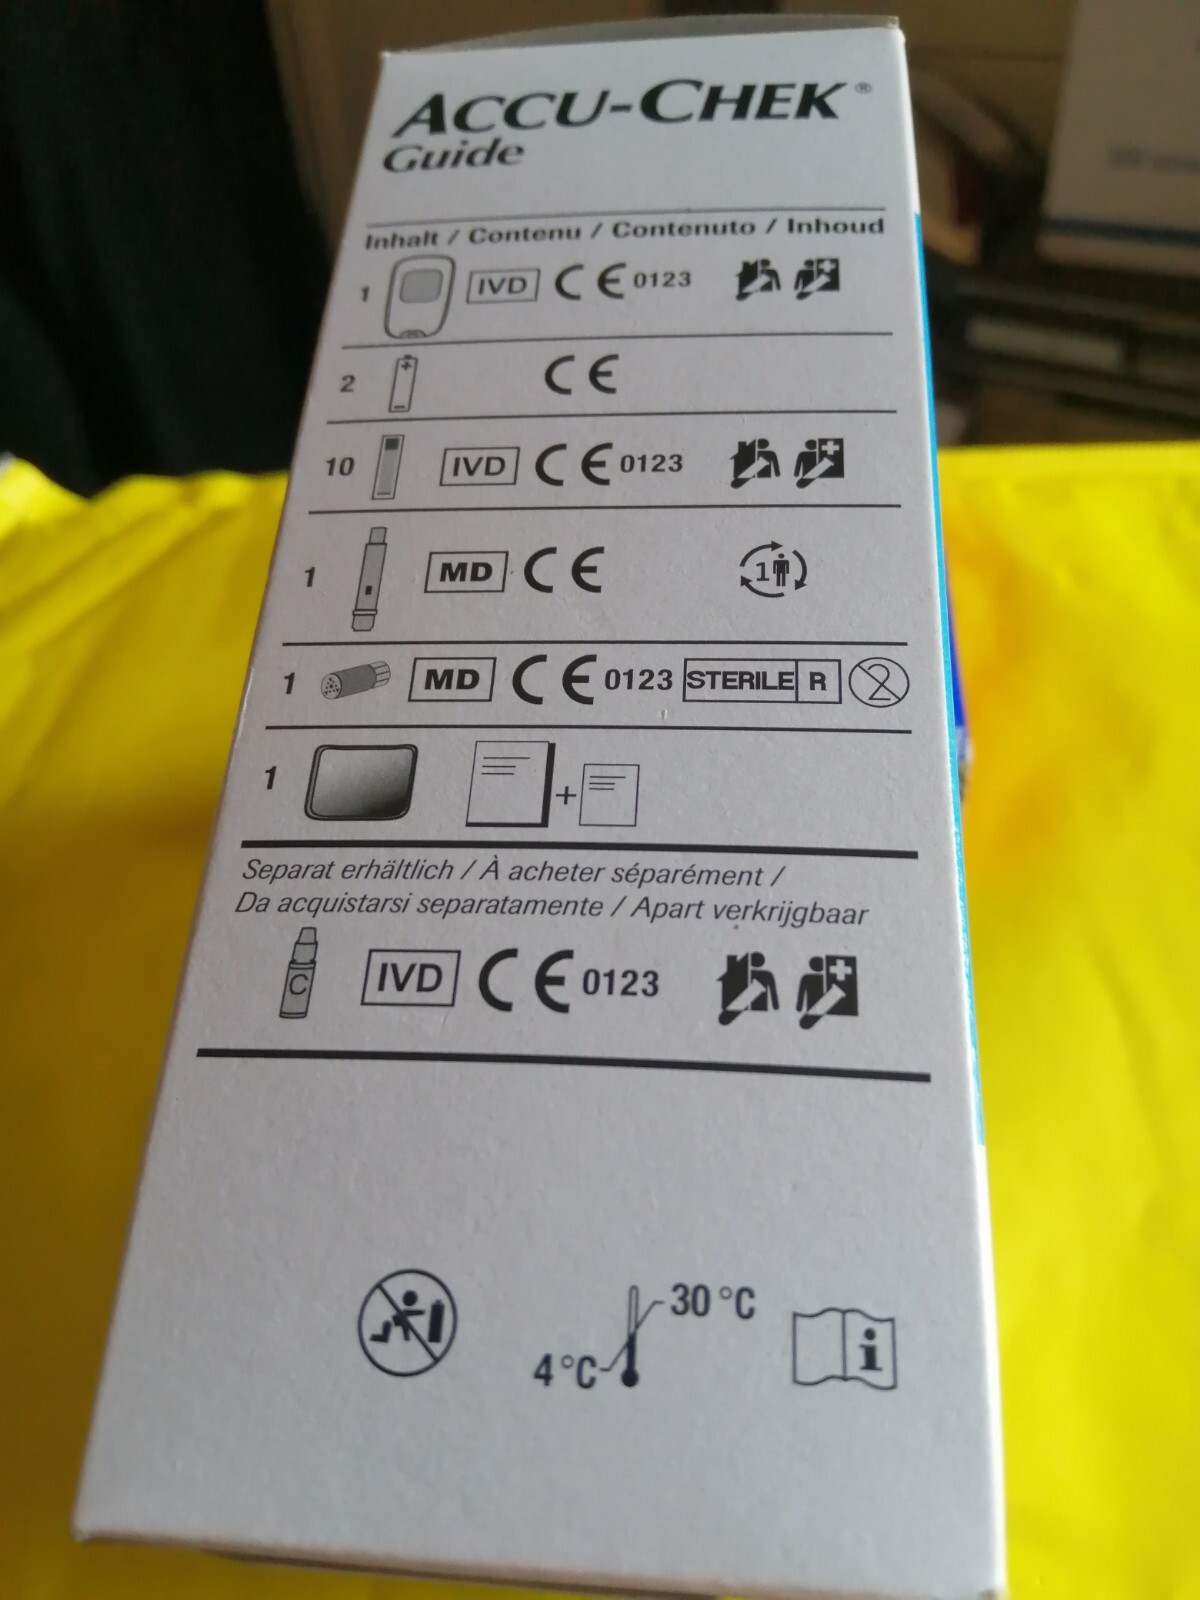 ACCU-CHEK®
Guide
Inhalt / Contenu / Contenuto / Inhoud
1 IVD CE 0123
2 CE
10 IVD CE 0123
1 MD CE 1
1 MD CE 0123 STERILE R 2
1 +
Separat erhältlich / À acheter séparément /
Da acquistarsi separatamente / Apart verkrijgbaar
C IVD CE 0123
30 °C
4 °C
i